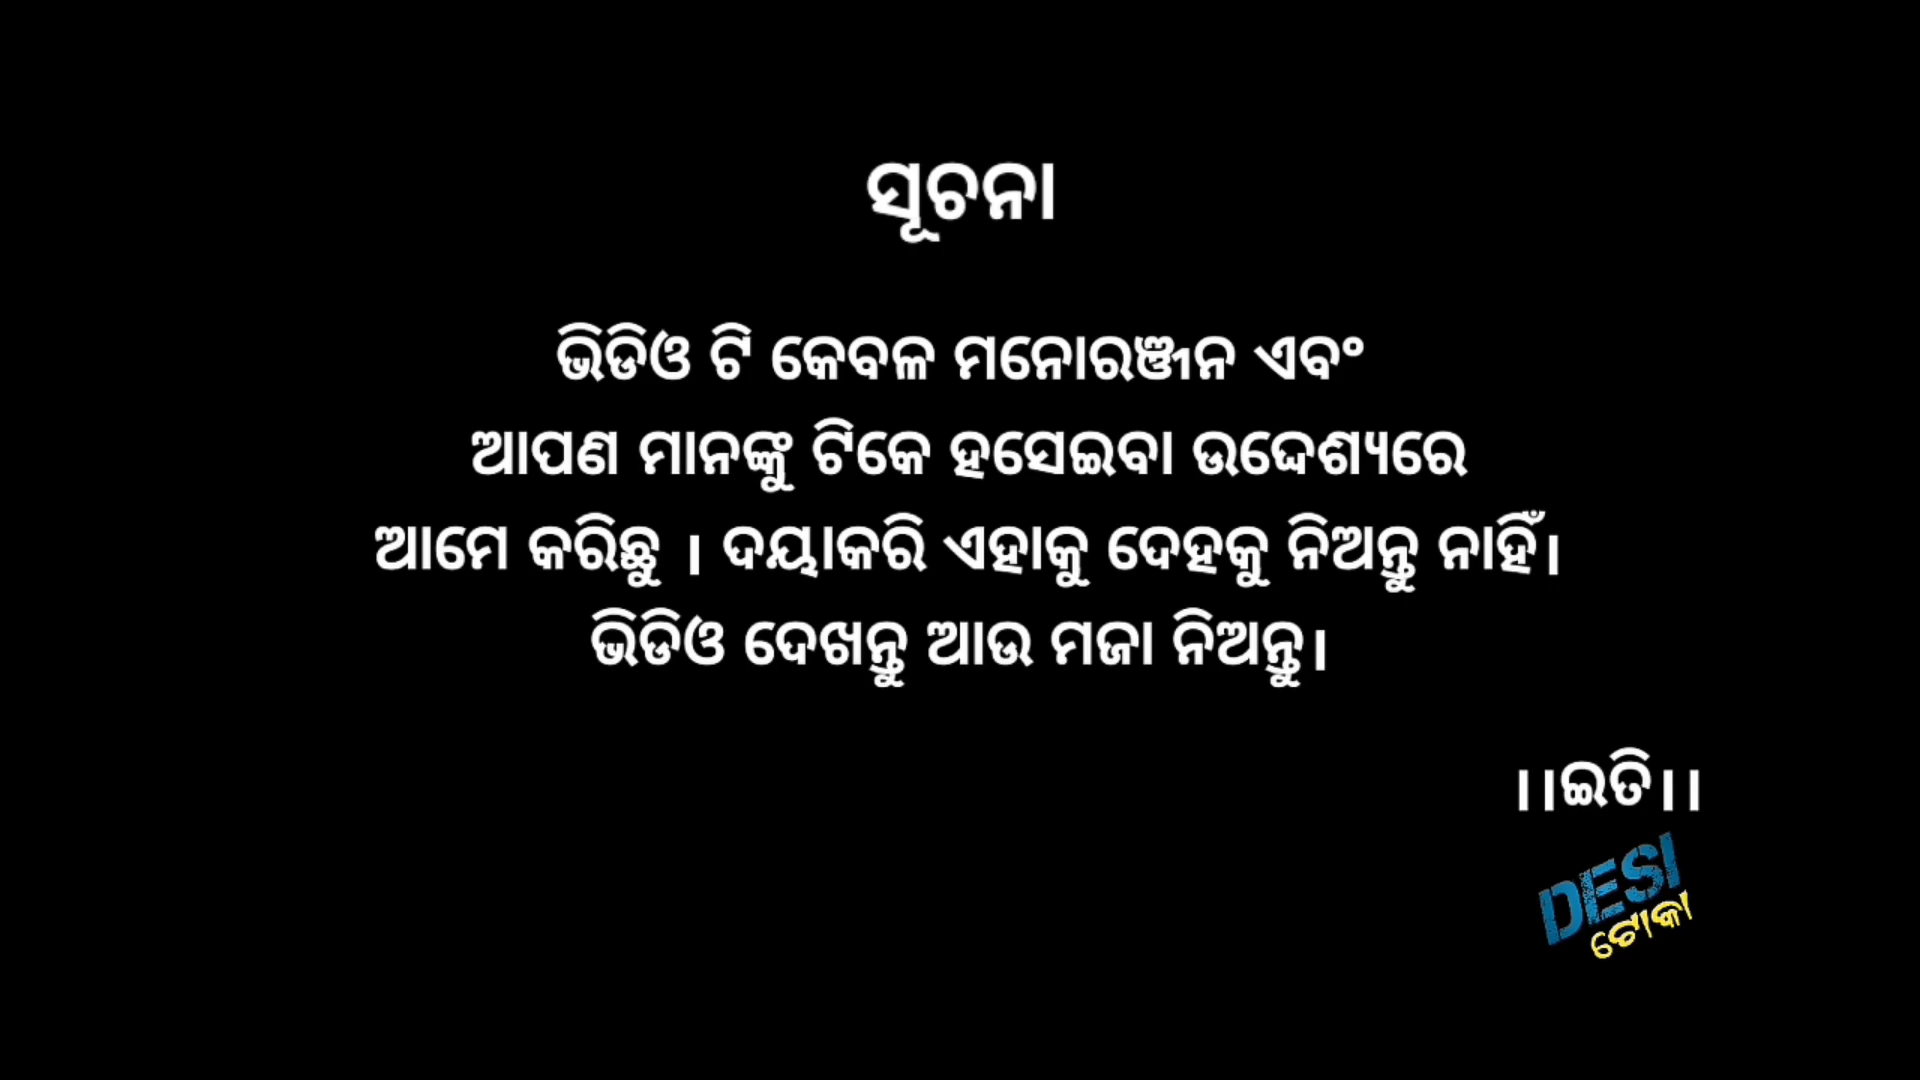 ସୂଚନା
ଭିଡିଓ ଟି କେବଳ ମନୋରଞ୍ଜନ ଏବଂ
ଆପଣ ମାନଙ୍କୁ ଟିକେ ହସେଇବା ଉଦ୍ଦେଶ୍ୟରେ
ଆମେ କରିଛୁ । ଦୟାକରି ଏହାକୁ ଦେହକୁ ନିଅନ୍ତୁ ନାହିଁ।
ଭିଡିଓ ଦେଖନ୍ତୁ ଆଉ ମଜା ନିଅନ୍ତୁ।
।।ଇତି।।
DESI
ଟୋକା